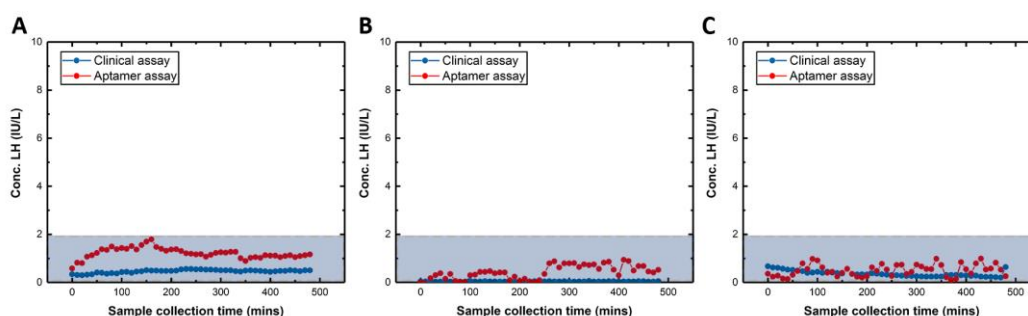 A
B
C
Clinical assay
Aptamer assay
Clinical assay
Aptamer assay
Clinical assay
Aptamer assay
Conc. LH (IU/L)
10
8
6
4
2
0
Conc. LH (IU/L)
10
8
6
4
2
0
Conc. LH (IU/L)
10
8
6
4
2
0
0 100 200 300 400 500
0 100 200 300 400 500
0 100 200 300 400 500
Sample collection time (mins)
Sample collection time (mins)
Sample collection time (mins)